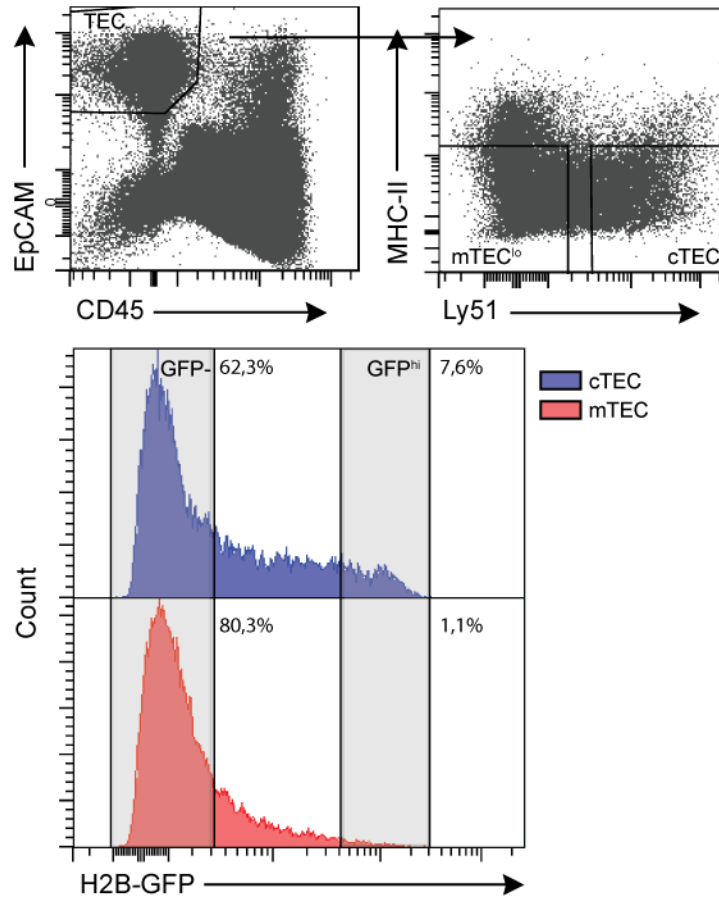 TEC
EpCAM
0
CD45
MHC-II
mTEClo
cTEC
Ly51
GFP-
62,3%
GFPhi
7,6%
cTEC
mTEC
80,3%
1,1%
Count
H2B-GFP